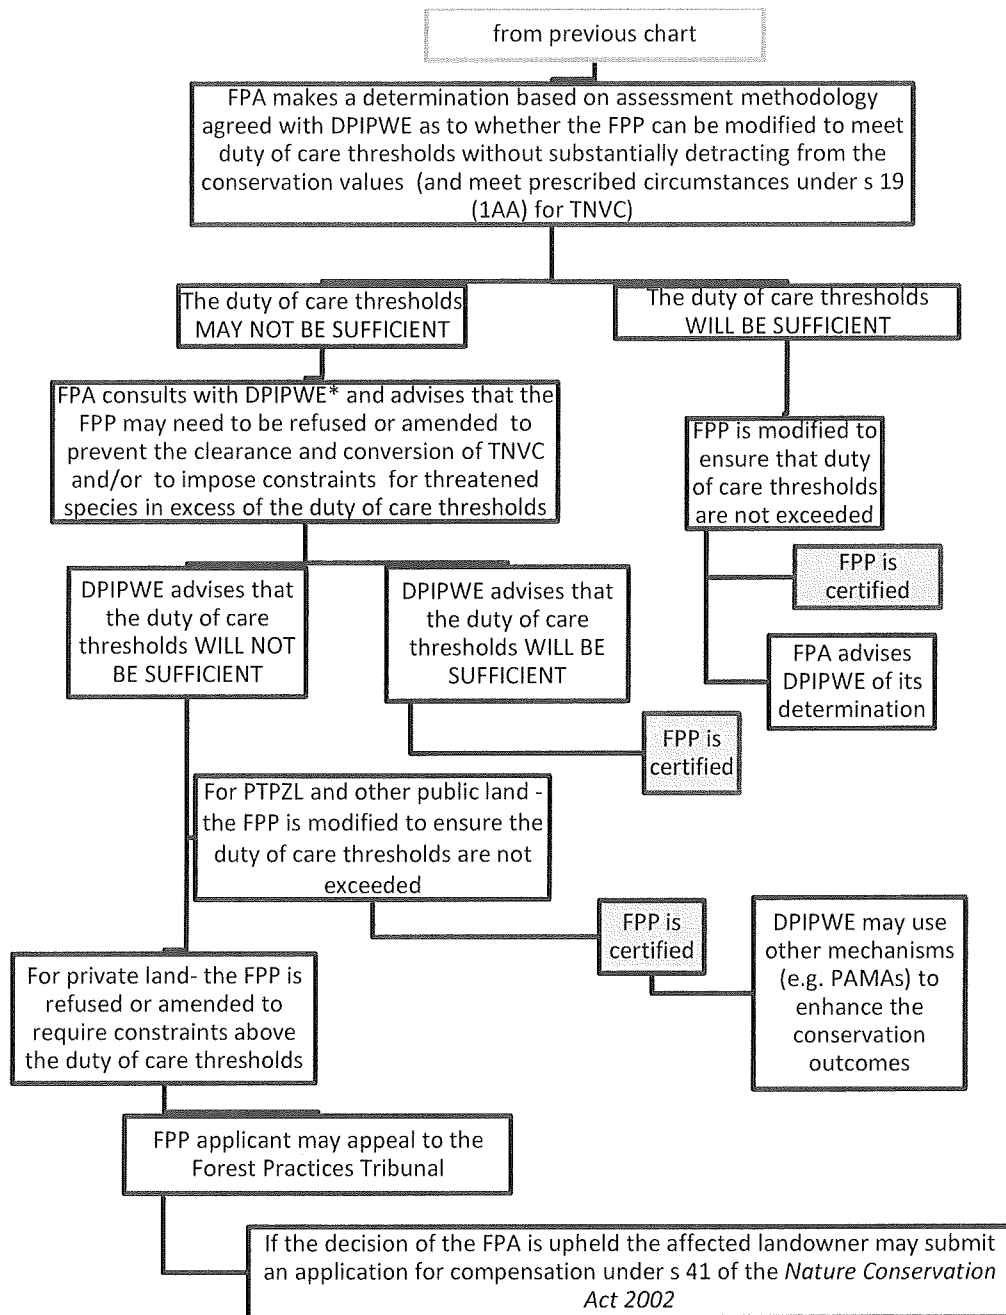 from previous chart
FPA makes a determination based on assessment methodology
agreed with DPIPWE as to whether the FPP can be modified to meet
duty of care thresholds without substantially detracting from the
conservation values (and meet prescribed circumstances under s 19
(1AA) for TNVC)
The duty of care thresholds
MAY NOT BE SUFFICIENT
The duty of care thresholds
WILL BE SUFFICIENT
FPA consults with DPIPWE* and advises that the
FPP may need to be refused or amended to
prevent the clearance and conversion of TNVC
and/or to impose constraints for threatened
species in excess of the duty of care thresholds
FPP is modified to
ensure that duty
of care thresholds
are not exceeded
FPP is
certified
FPA advises
DPIPWE of its
determination
DPIPWE advises that
the duty of care
thresholds WILL NOT
BE SUFFICIENT
DPIPWE advises that
the duty of care
thresholds WILL BE
SUFFICIENT
FPP is
certified
For PTPZL and other public land -
the FPP is modified to ensure the
duty of care thresholds are not
exceeded
FPP is
certified
DPIPWE may use
other mechanisms
(e.g. PAMAs) to
enhance the
conservation
outcomes
For private land- the FPP is
refused or amended to
require constraints above
the duty of care thresholds
FPP applicant may appeal to the
Forest Practices Tribunal
If the decision of the FPA is upheld the affected landowner may submit
an application for compensation under s 41 of the Nature Conservation
Act 2002